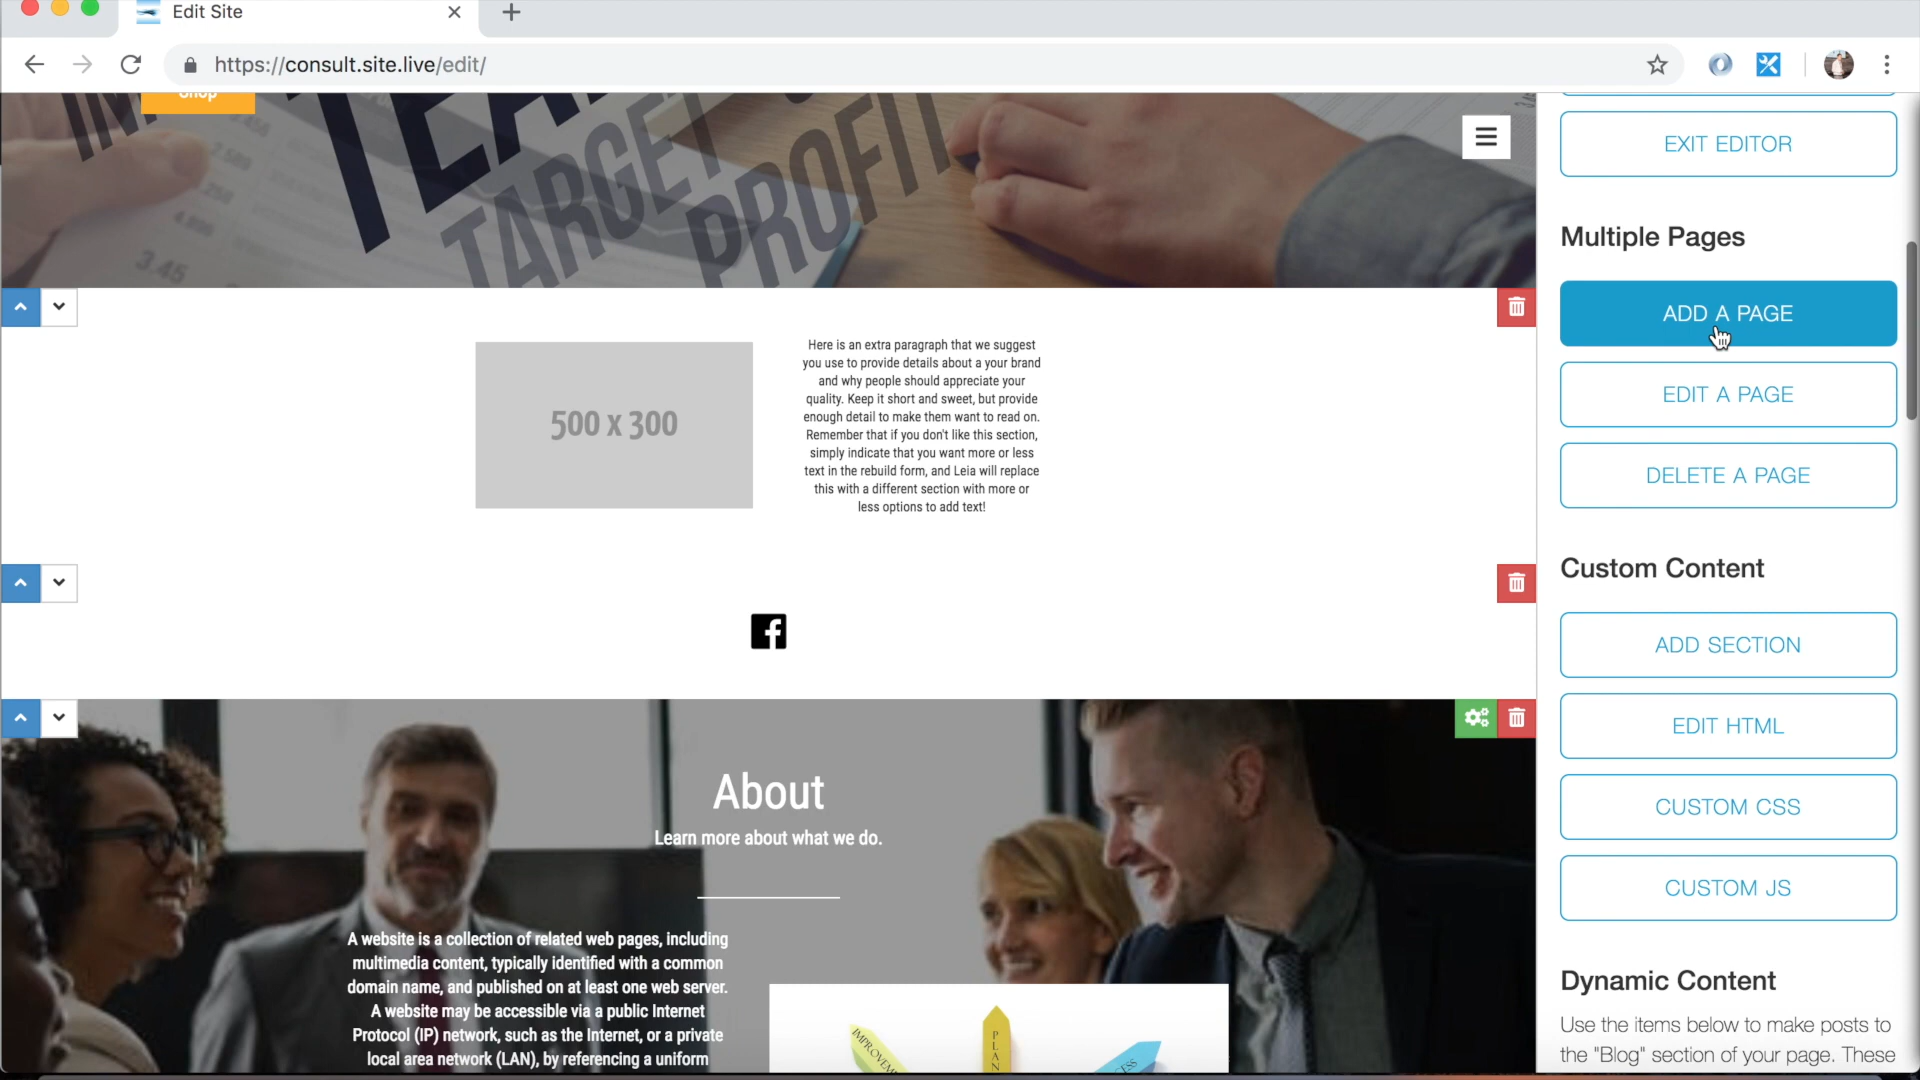 Edit Site
https://consult.site.live/edit/
Shop
TARGET
PROFIT
3.45
EXIT EDITOR
Multiple Pages
ADD A PAGE
EDIT A PAGE
DELETE A PAGE
Here is an extra paragraph that we suggest
you use to provide details about a your brand
and why people should appreciate your
quality. Keep it short and sweet, but provide
enough detail to make them want to read on.
Remember that if you don't like this section,
simply indicate that you want more or less
text in the rebuild form, and Leia will replace
this with a different section with more or
less options to add text!
500 x 300
Custom Content
ADD SECTION
EDIT HTML
CUSTOM CSS
CUSTOM JS
About
Learn more about what we do.
A website is a collection of related web pages, including
multimedia content, typically identified with a common
domain name, and published on at least one web server.
A website may be accessible via a public Internet
Protocol (IP) network, such as the Internet, or a private
local area network (LAN), by referencing a uniform
PLAN
Dynamic Content
Use the items below to make posts to
the "Blog" section of your page. These